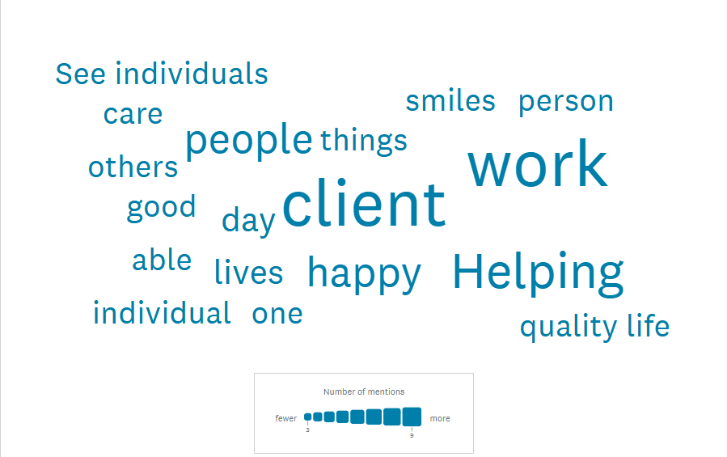 See individuals
smiles person
care
people things
work
others
client
good
day
able
lives
happy
Helping
individual
one
quality life
Number of mentions
fewer
more
2
9